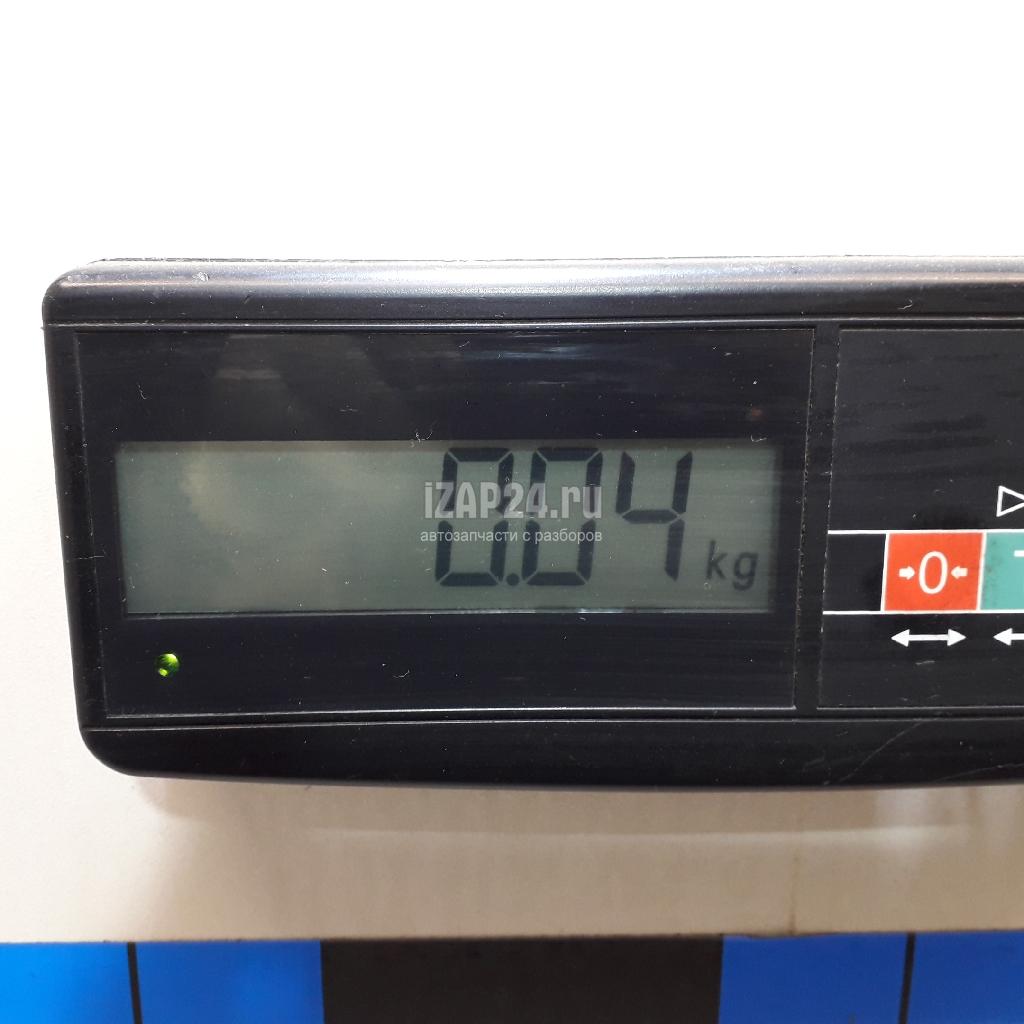 0.04 kg
iZAP24.ru
автозапчасти с разборов
0